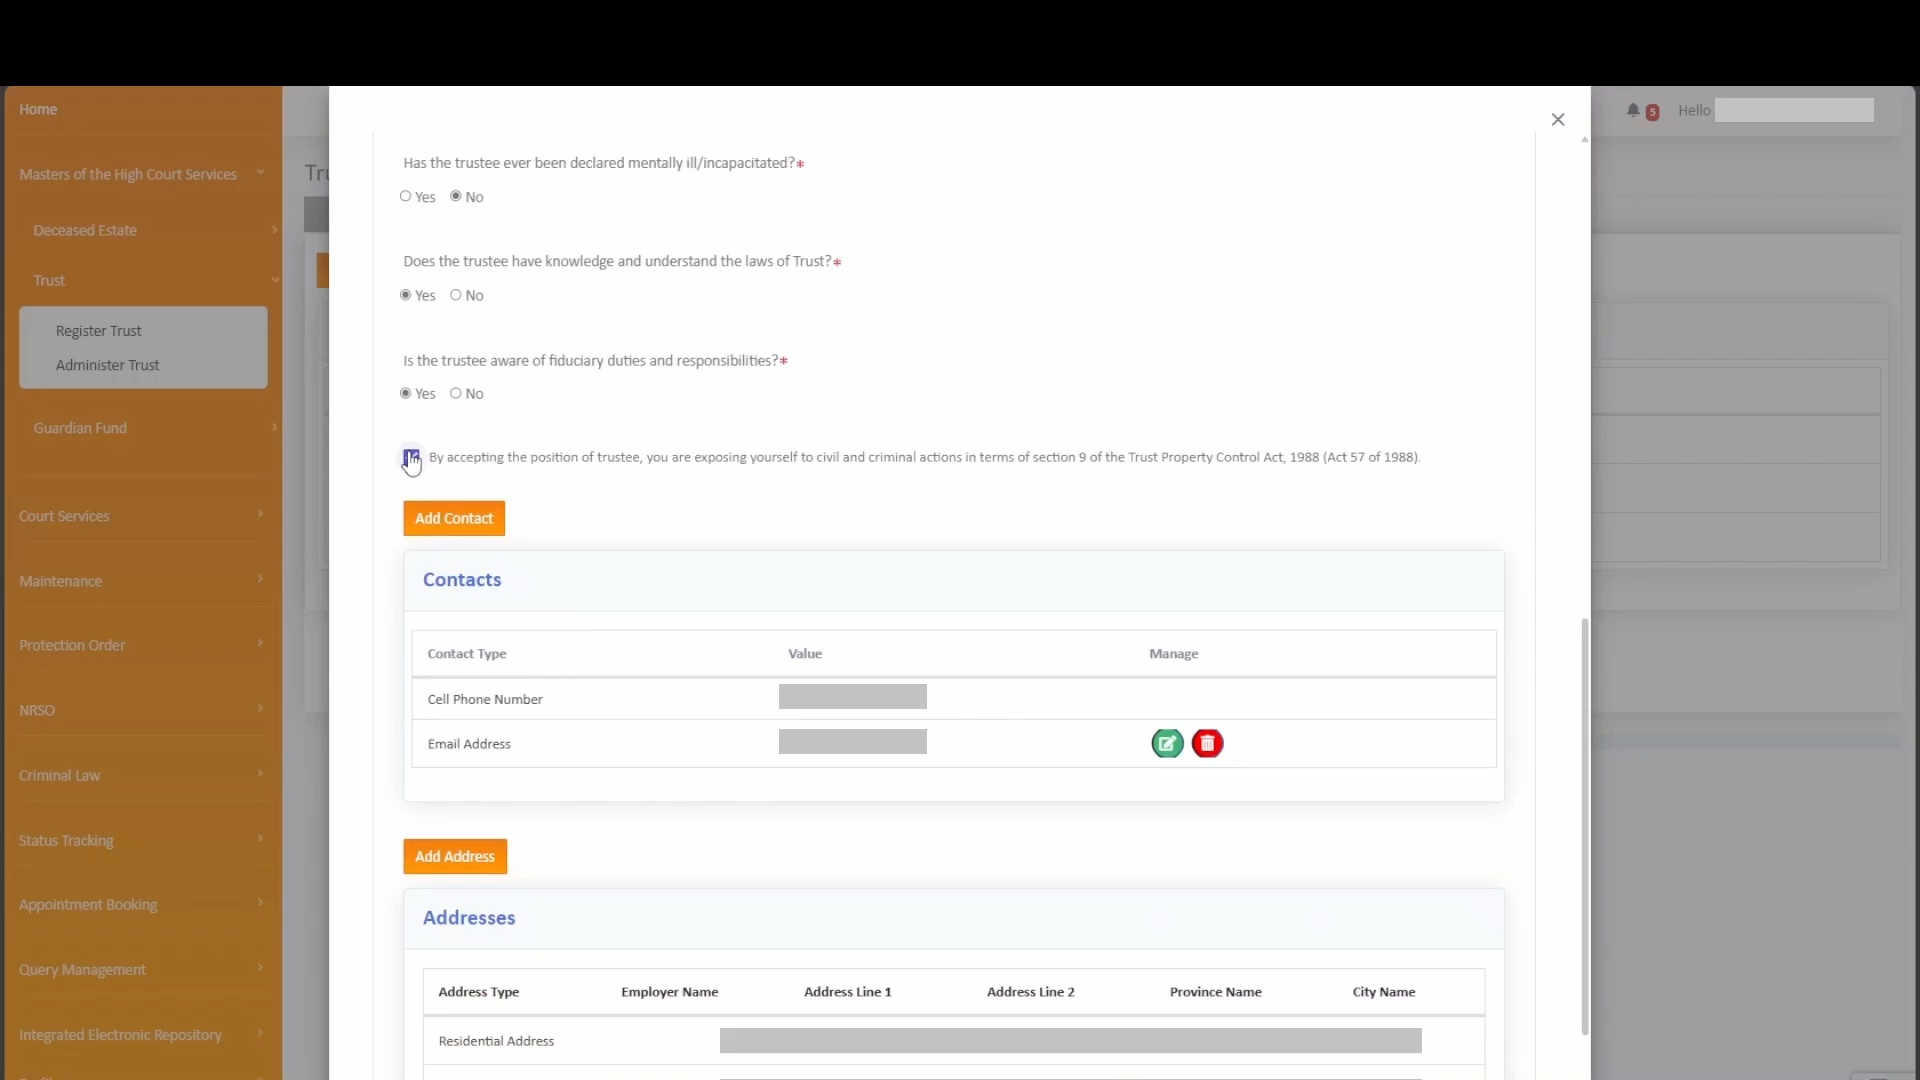 Home
5
Hello
Masters of the High Court Services
Deceased Estate
Trust
Register Trust
Administer Trust
Guardian Fund
Court Services
Maintenance
Protection Order
NRSO
Criminal Law
Status Tracking
Appointment Booking
Query Management
Integrated Electronic Repository
Tru
Has the trustee ever been declared mentally ill/incapacitated?*
Yes No
Does the trustee have knowledge and understand the laws of Trust?*
Yes No
Is the trustee aware of fiduciary duties and responsibilities?*
Yes No
By accepting the position of trustee, you are exposing yourself to civil and criminal actions in terms of section 9 of the Trust Property Control Act, 1988 (Act 57 of 1988).
Add Contact
Contacts
Contact Type Value Manage
Cell Phone Number
Email Address
Add Address
Addresses
Address Type Employer Name Address Line 1 Address Line 2 Province Name City Name
Residential Address